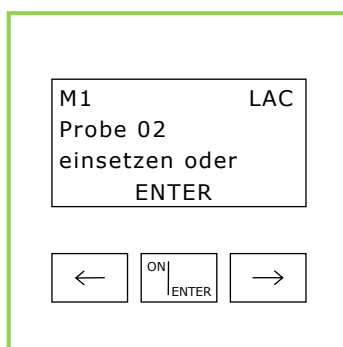 M1 LAC
Probe 02
einsetzen oder
ENTER
← ON ENTER →